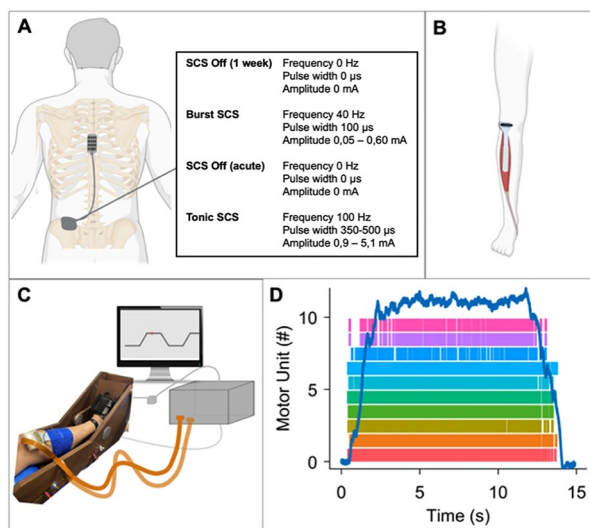 A
SCS Off (1 week) Frequency 0 Hz
Pulse width 0 µs
Amplitude 0 mA
Burst SCS Frequency 40 Hz
Pulse width 100 µs
Amplitude 0,05 – 0,60 mA
SCS Off (acute) Frequency 0 Hz
Pulse width 0 µs
Amplitude 0 mA
Tonic SCS Frequency 100 Hz
Pulse width 350-500 µs
Amplitude 0,9 – 5,1 mA
B
C
D
Motor Unit (#)
10
5
0
0 5 10 15
Time (s)